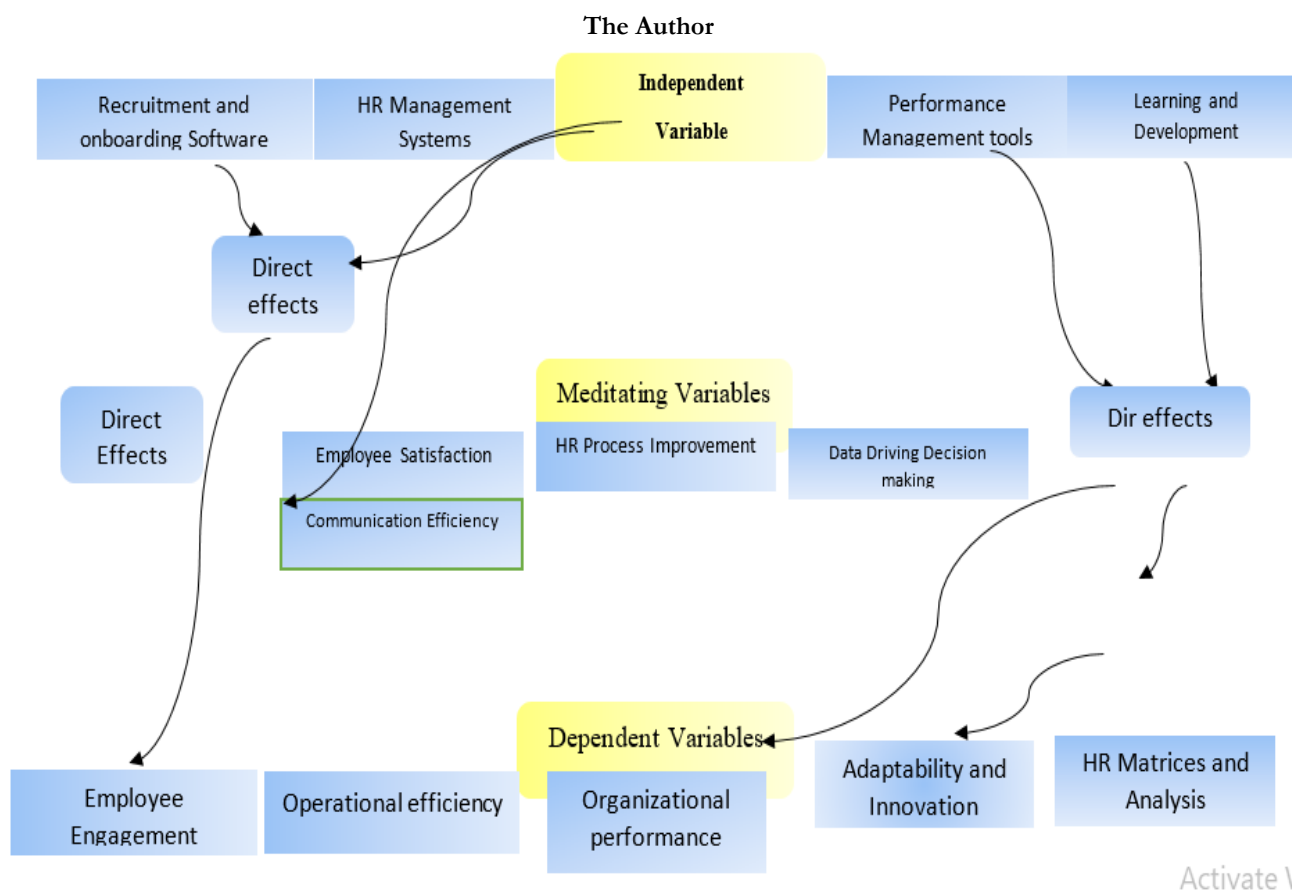 The Author
Recruitment and
onboarding Software
HR Management
Systems
Independent
Variable
Performance
Management tools
Learning and
Development
Direct
effects
Direct
Effects
Meditating Variables
Employee Satisfaction
HR Process Improvement
Data Driving Decision
making
Dir effects
Communication Efficiency
Dependent Variables
Employee
Engagement
Operational efficiency
Organizational
performance
Adaptability and
Innovation
HR Matrices and
Analysis
Activate